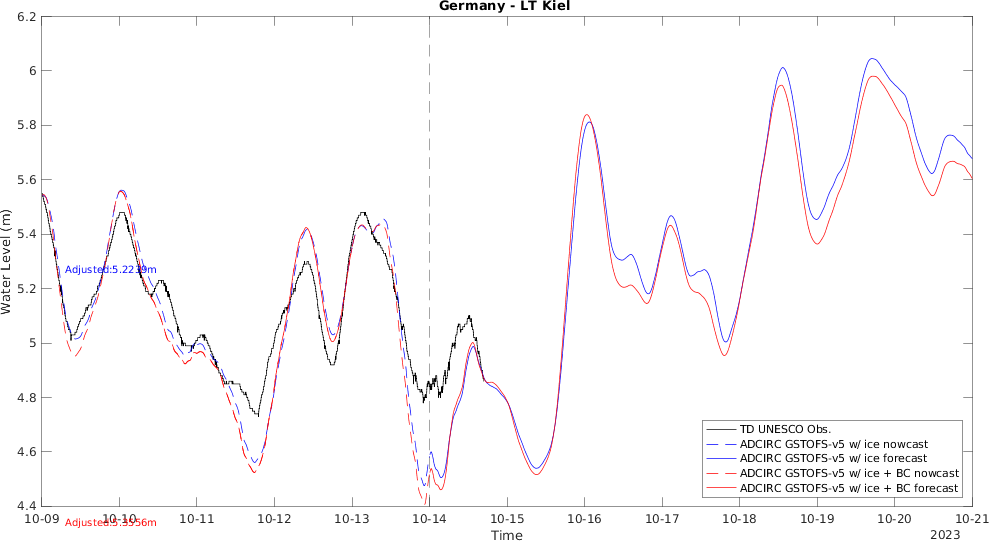 Germany - LT Kiel
6.2
6
5.8
5.6
5.4
5.2
5
4.8
4.6
4.4
Water Level (m)
Adjusted:5.2239m
TD UNESCO Obs.
ADCIRC GSTOFS-v5 w/ ice nowcast
ADCIRC GSTOFS-v5 w/ ice forecast
ADCIRC GSTOFS-v5 w/ ice + BC nowcast
ADCIRC GSTOFS-v5 w/ ice + BC forecast
10-09 10-10 10-11 10-12 10-13 10-14 10-15 10-16 10-17 10-18 10-19 10-20 10-21
Adjusted:5.3556m
Time
2023